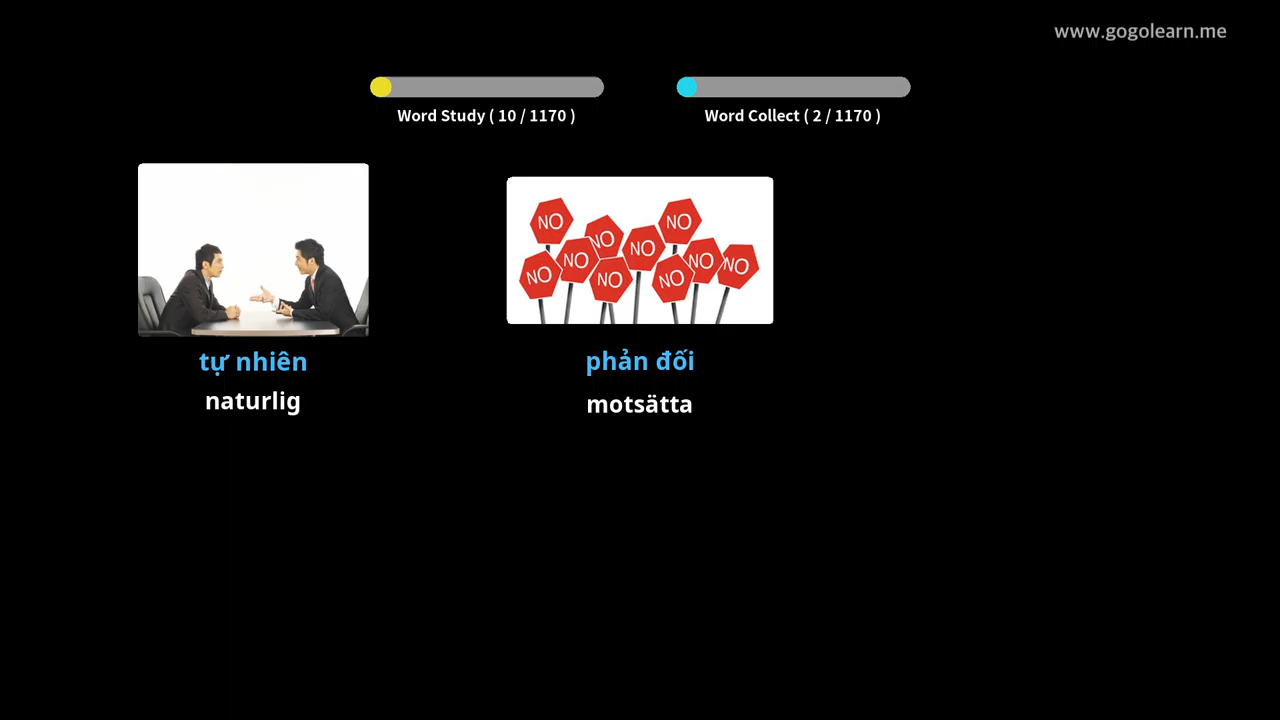 www.gogolearn.me
Word Study ( 10 / 1170 )
Word Collect ( 2 / 1170 )
NO
NO
NO
NO
NO
NO
NO
NO
NO
NO
tự nhiên
naturlig
phản đối
motsätta